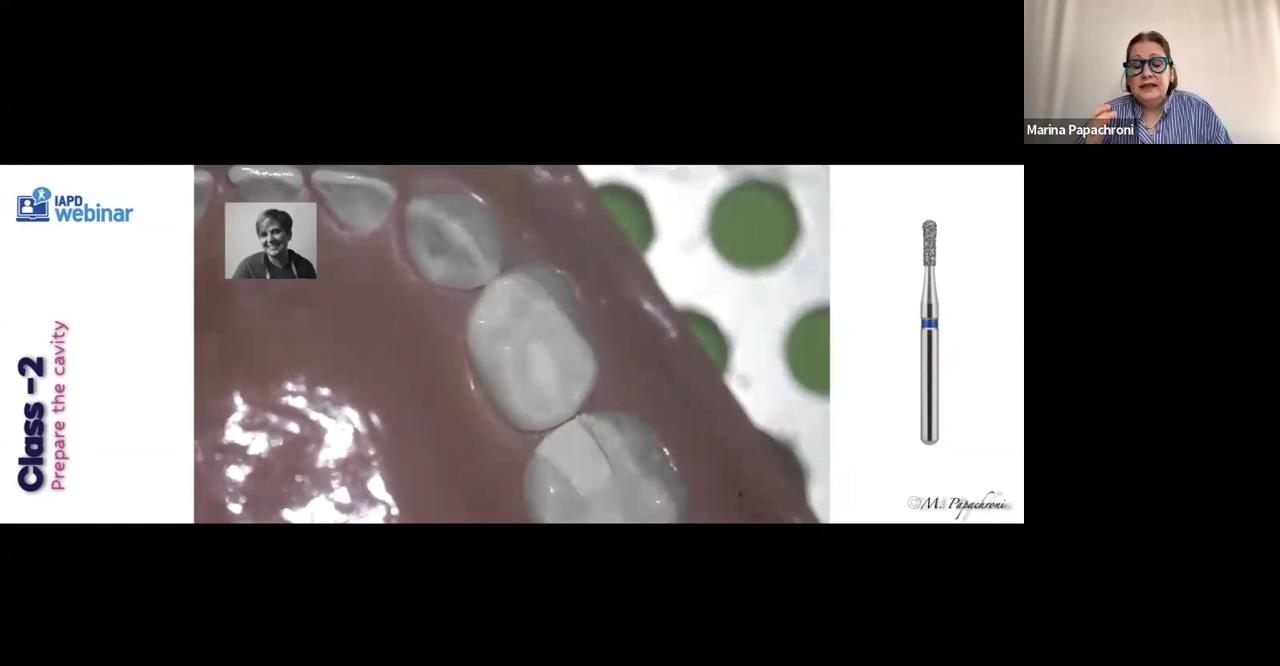 Marina Papachroni
IAPD
webinar
Class -2
Prepare the cavity
©M. Papachroni